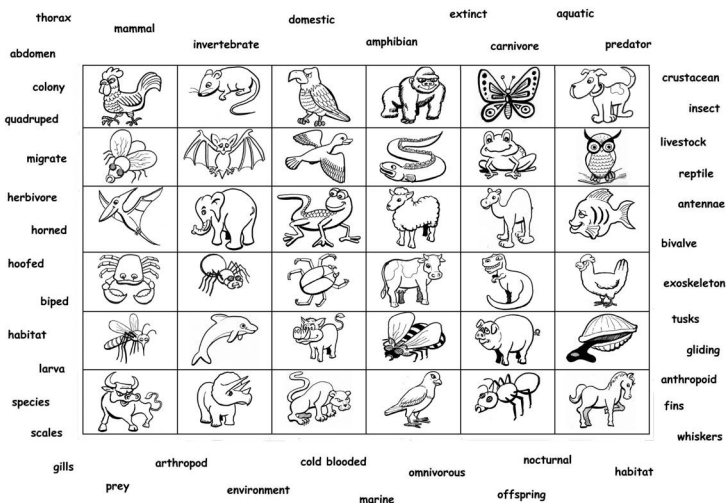 thorax
mammal
domestic
extinct
aquatic
abdomen
invertebrate
amphibian
carnivore
predator
colony
quadruped
migrate
herbivore
horned
hoofed
biped
habitat
larva
species
scales
crustacean
insect
livestock
reptile
antennae
bivalve
exoskeleton
tusks
gliding
anthropoid
fins
whiskers
gills
arthropod
cold blooded
omnivorous
nocturnal
habitat
prey
environment
marine
offspring